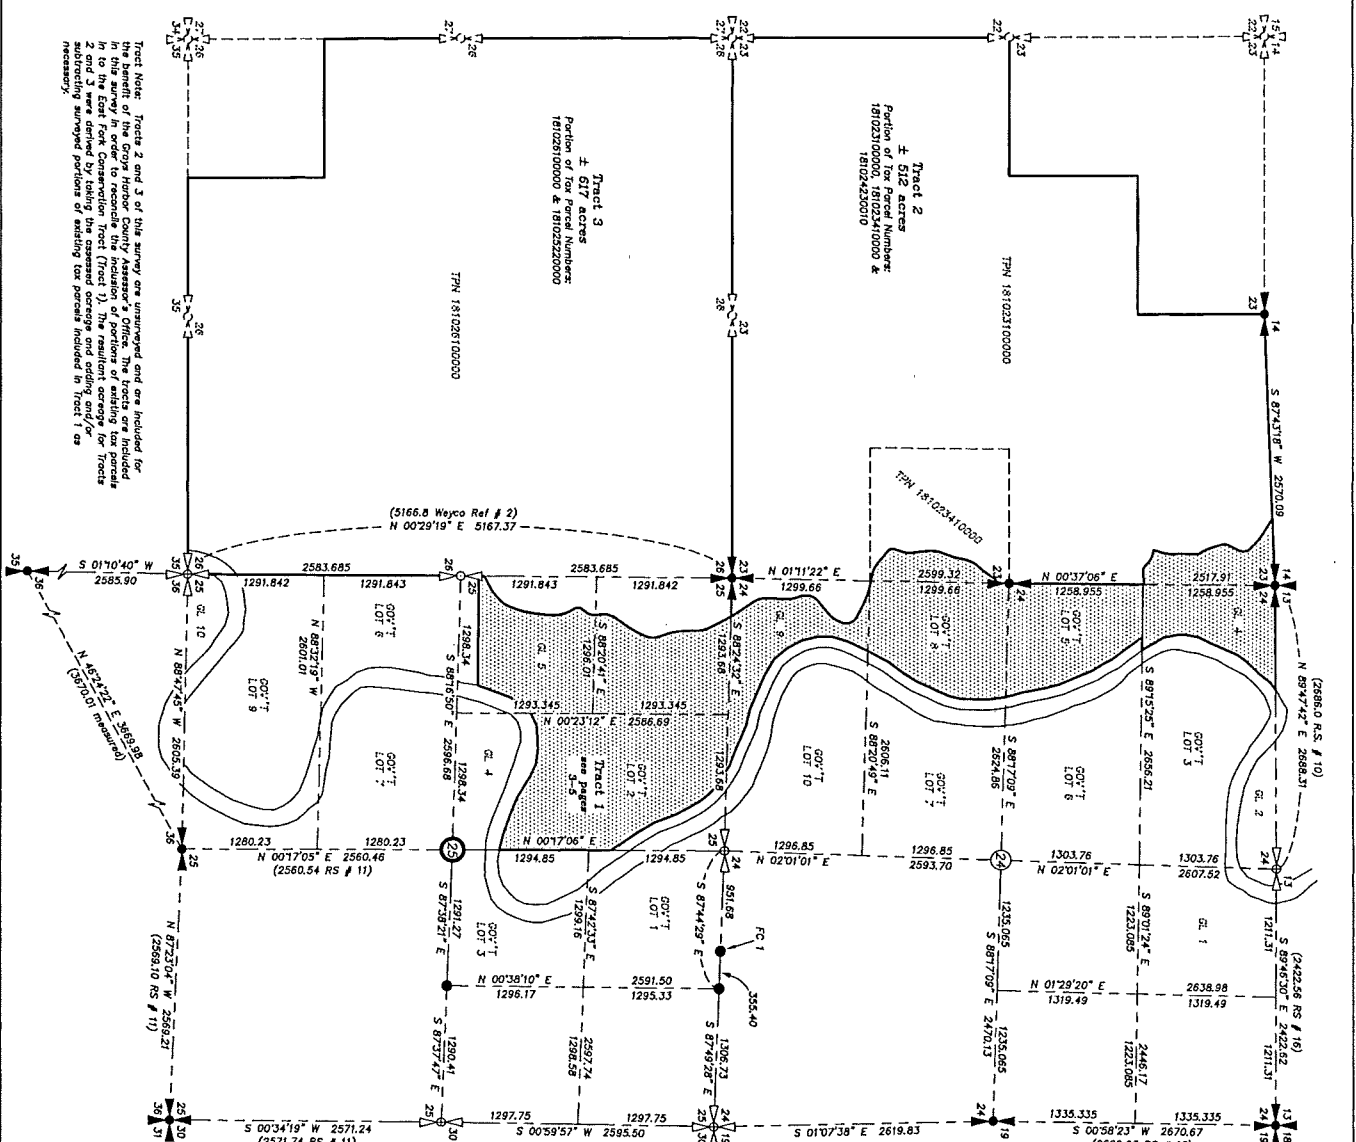 Tract Note: Tracts 2 and 3 of this survey are unsurveyed and are included for
the benefit of the Grays Harbor County Assessor's Office. The tracts are included
in this survey in order to reconcile the inclusion of portions of existing tax parcels
in to the East Fork Conservation Tract (Tract 1). The resultant acreage for Tracts
2 and 3 were derived by taking the assessed acreage and adding and/or
subtracting surveyed portions of existing tax parcels included in Tract 1 as
necessary.
Tract 2
± 512 acres
Portion of Tax Parcel Numbers:
181023100000, 181023410000 &
181024230010
Tract 3
± 617 acres
Portion of Tax Parcel Numbers:
181026100000 & 181025220000
TPN 181023100000
TPN 181026100000
TPN 181023410000
S 87°43'18" W 2570.09
(5166.8 Weyco Ref # 2)
N 00°29'19" E 5167.37
S 01°10'40" W
2585.90
2583.685
1291.842
1291.843
2583.685
1291.843
1291.842
N 01°11'22" E
2599.32
1299.66
1299.66
N 00°37'06" E
2517.91
1258.955
1258.955
(2686.0 R.S. # 10)
N 89°47'42" E 2688.31
N 46°24'22" E 3669.98
(3670.01 measured)
N 88°47'45" W 2605.39
N 88°32'19" W
2601.01
1298.34
S 88°16'50" E 2596.68
1298.34
S 88°20'41" E
1296.01
1293.345
1293.345
N 00°23'12" E 2586.69
S 88°24'32" E
1293.68
1293.68
2606.11
S 88°20'49" E
S 88°17'09" E
2624.86
S 89°15'25" E 2656.21
GL 10
GOV'T
LOT 6
GOV'T
LOT 9
GOV'T
LOT 7
GL 5
GL 4
GOV'T
LOT 2
Tract 1
see pages
3-5
GL 9
GOV'T
LOT 8
GOV'T
LOT 5
GL 4
GOV'T
LOT 10
GOV'T
LOT 7
GOV'T
LOT 6
GOV'T
LOT 3
GL 2
GL 1
GOV'T
LOT 1
GOV'T
LOT 3
1280.23
1280.23
N 00°17'05" E 2560.46
(2560.54 RS # 11)
25
N 00°17'06" E
1294.85
1294.85
1296.85
1296.85
N 02°01'01" E
2593.70
24
1303.76
1303.76
N 02°01'01" E
2607.52
N 87°23'04" W 2569.21
(2569.10 RS # 11)
1291.27
S 87°38'21" E
S 87°42'33" E
1299.16
951.68
S 87°44'29" E
FC 1
355.40
1235.065
S 88°17'09" E 2470.13
1235.065
S 89°01'24" E
1223.085
2446.17
1223.085
(2422.56 RS # 16)
S 89°46'30" E 2422.62
1211.31
1211.31
N 00°38'10" E
2591.50
1296.17
1295.33
N 01°29'20" E
2638.98
1319.49
1319.49
1290.41
S 87°37'47" E
2597.74
1298.58
1306.73
S 87°49'28" E
S 00°34'19" W 2571.24
(2571.74 RS # 11)
1297.75
1297.75
S 00°59'57" W 2595.50
S 01°07'38" E 2619.83
1335.335
1335.335
S 00°58'23" W 2670.67